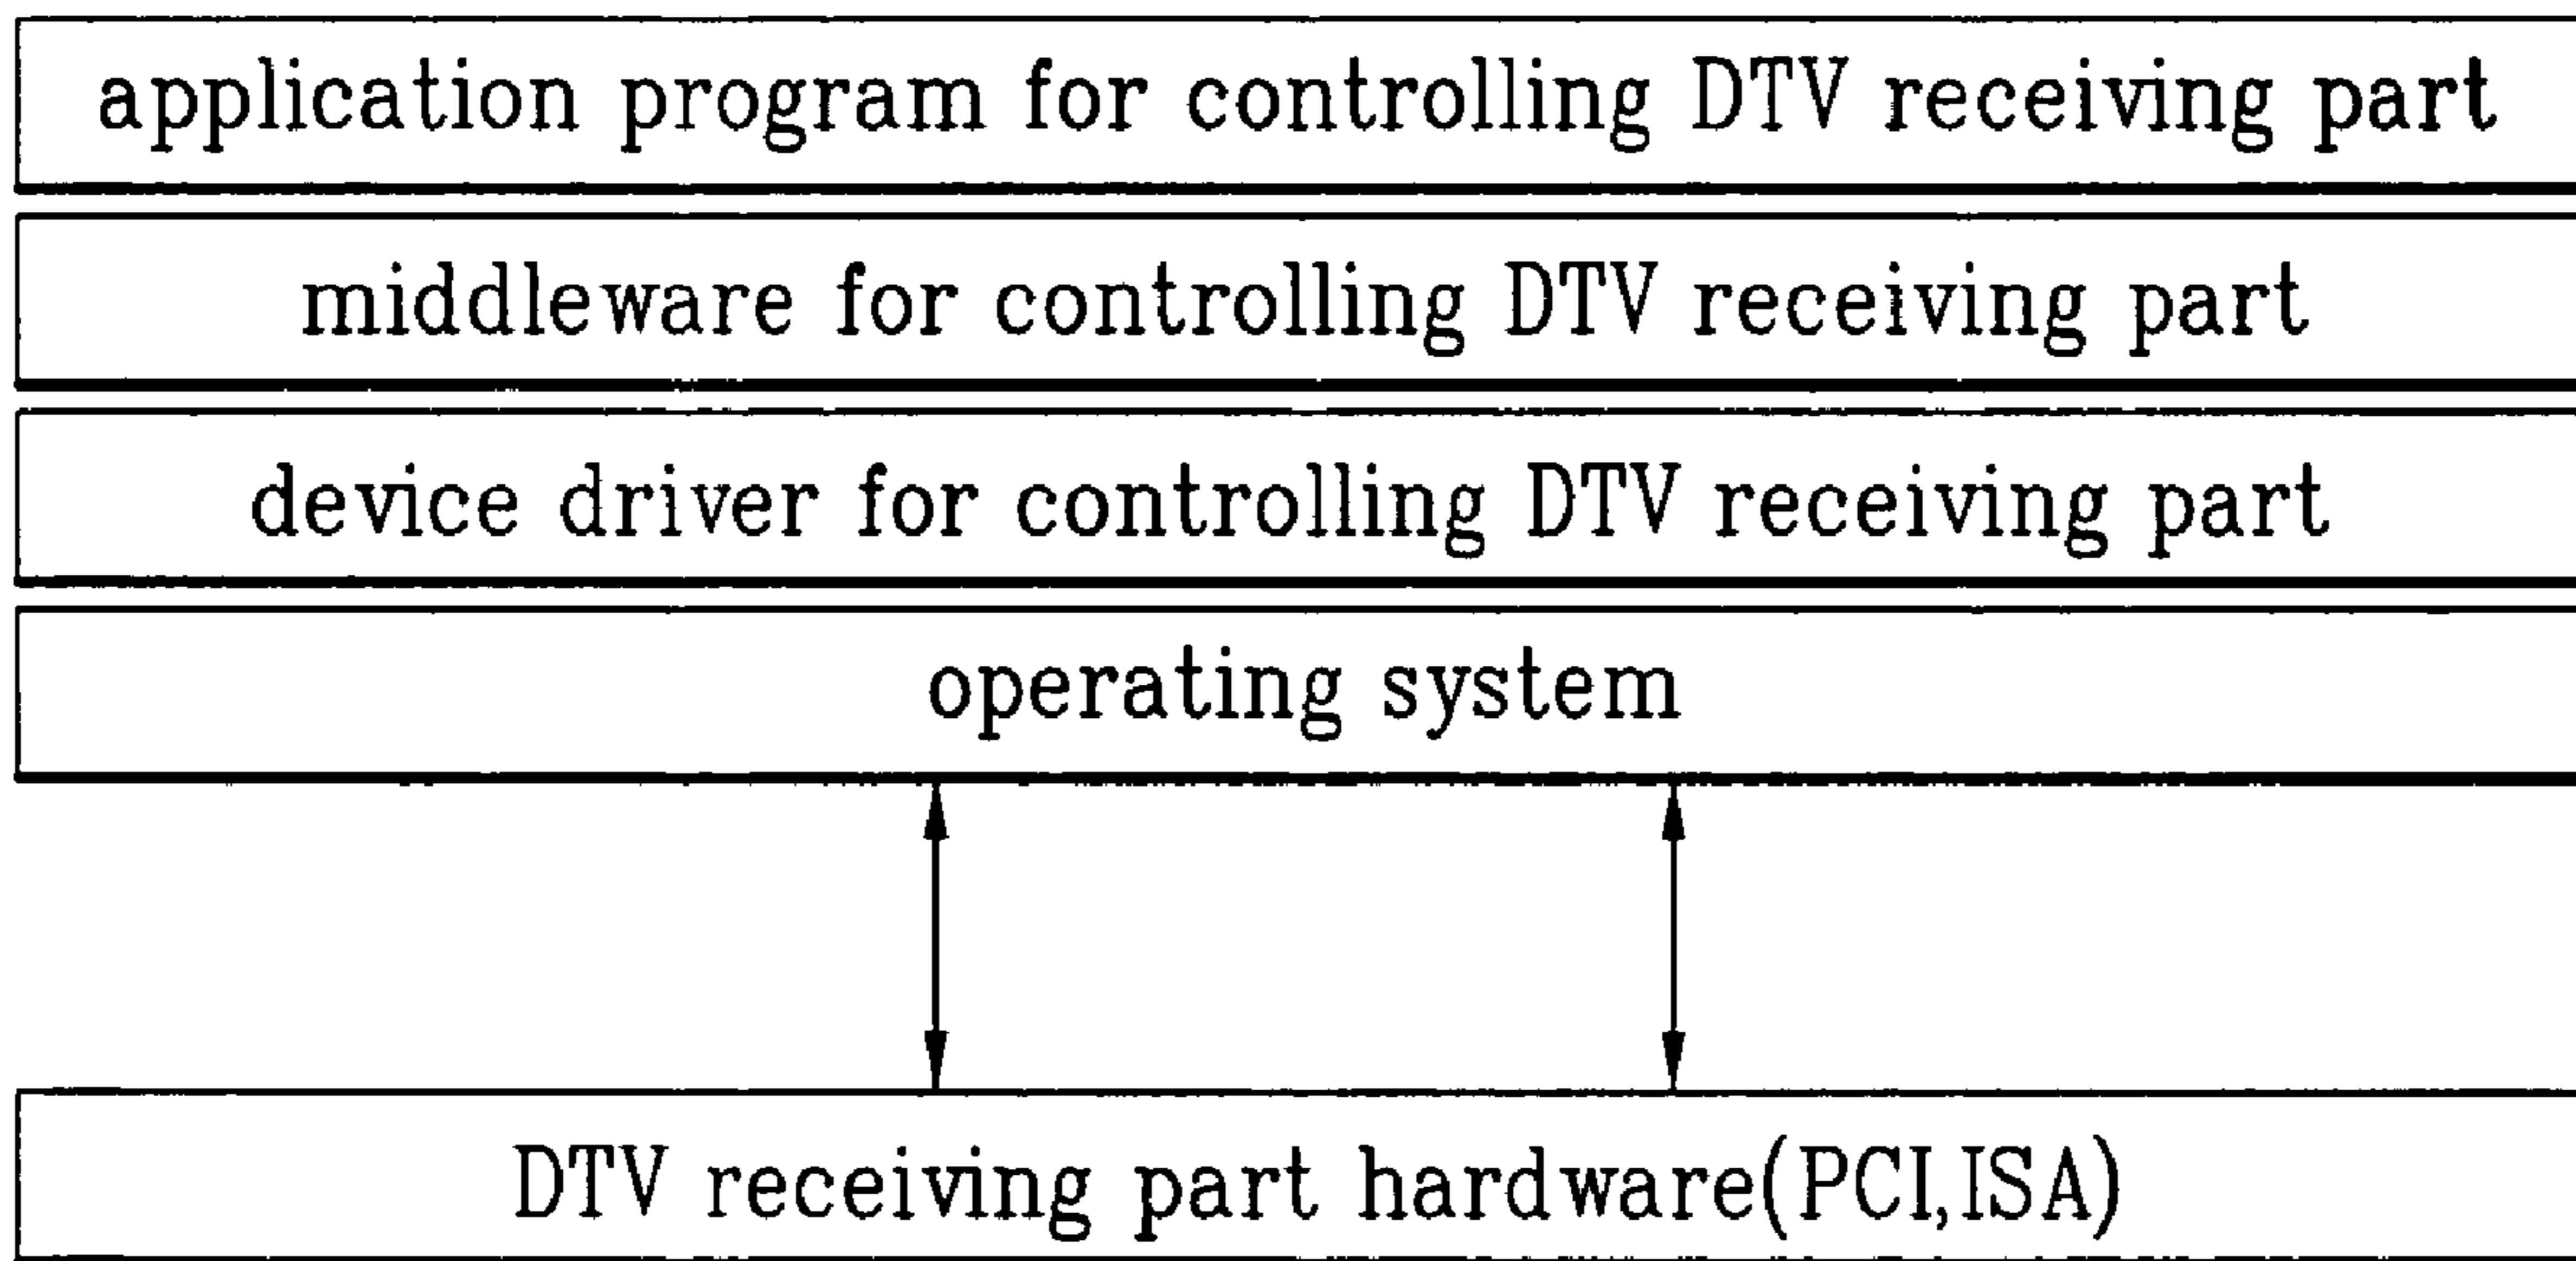 application program for controlling DTV receiving part
middleware for controlling DTV receiving part
device driver for controlling DTV receiving part
operating system
DTV receiving part hardware(PCI,ISA)